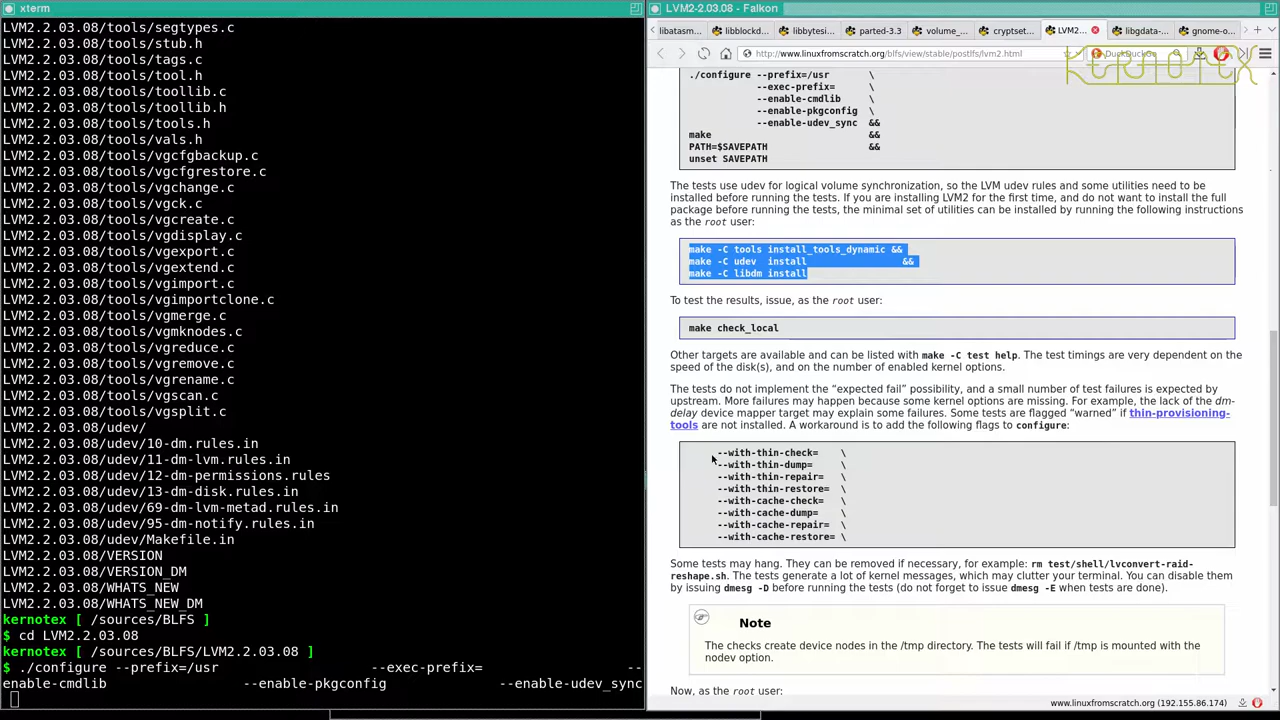 xterm
LVM2.2.03.08/tools/segtypes.c
LVM2.2.03.08/tools/stub.h
LVM2.2.03.08/tools/tags.c
LVM2.2.03.08/tools/tool.h
LVM2.2.03.08/tools/toollib.c
LVM2.2.03.08/tools/toollib.h
LVM2.2.03.08/tools/tools.h
LVM2.2.03.08/tools/vals.h
LVM2.2.03.08/tools/vgcfgbackup.c
LVM2.2.03.08/tools/vgcfgrestore.c
LVM2.2.03.08/tools/vgchange.c
LVM2.2.03.08/tools/vgck.c
LVM2.2.03.08/tools/vgcreate.c
LVM2.2.03.08/tools/vgdisplay.c
LVM2.2.03.08/tools/vgexport.c
LVM2.2.03.08/tools/vgextend.c
LVM2.2.03.08/tools/vgimport.c
LVM2.2.03.08/tools/vgimportclone.c
LVM2.2.03.08/tools/vgmerge.c
LVM2.2.03.08/tools/vgmknodes.c
LVM2.2.03.08/tools/vgreduce.c
LVM2.2.03.08/tools/vgremove.c
LVM2.2.03.08/tools/vgrename.c
LVM2.2.03.08/tools/vgscan.c
LVM2.2.03.08/tools/vgsplit.c
LVM2.2.03.08/udev/
LVM2.2.03.08/udev/10-dm.rules.in
LVM2.2.03.08/udev/11-dm-lvm.rules.in
LVM2.2.03.08/udev/12-dm-permissions.rules
LVM2.2.03.08/udev/13-dm-disk.rules.in
LVM2.2.03.08/udev/69-dm-lvm-metad.rules.in
LVM2.2.03.08/udev/95-dm-notify.rules.in
LVM2.2.03.08/udev/Makefile.in
LVM2.2.03.08/VERSION
LVM2.2.03.08/VERSION_DM
LVM2.2.03.08/WHATS_NEW
LVM2.2.03.08/WHATS_NEW_DM
kernotex [ /sources/BLFS ]
$ cd LVM2.2.03.08
kernotex [ /sources/BLFS/LVM2.2.03.08 ]
$ ./configure --prefix=/usr --exec-prefix= --
enable-cmdlib --enable-pkgconfig --enable-udev_sync
LVM2-2.03.08 - Falkon
libatasm... libblockd... libbytesi... parted-3.3 volume_... cryptset... LVM2... libgdata-... gnome-o...
http://www.linuxfromscratch.org/blfs/view/stable/postlfs/lvm2.html
DuckDuckGo
KERNOTEX
./configure --prefix=/usr \
--exec-prefix= \
--enable-cmdlib \
--enable-pkgconfig \
--enable-udev_sync &&
make &&
PATH=$SAVEPATH &&
unset SAVEPATH
The tests use udev for logical volume synchronization, so the LVM udev rules and some utilities need to be
installed before running the tests. If you are installing LVM2 for the first time, and do not want to install the full
package before running the tests, the minimal set of utilities can be installed by running the following instructions
as the root user:
make -C tools install_tools_dynamic &&
make -C udev install &&
make -C libdm install
To test the results, issue, as the root user:
make check_local
Other targets are available and can be listed with make -C test help. The test timings are very dependent on the
speed of the disk(s), and on the number of enabled kernel options.
The tests do not implement the “expected fail” possibility, and a small number of test failures is expected by
upstream. More failures may happen because some kernel options are missing. For example, the lack of the dm-
delay device mapper target may explain some failures. Some tests are flagged “warned” if thin-provisioning-
tools are not installed. A workaround is to add the following flags to configure:
--with-thin-check= \
--with-thin-dump= \
--with-thin-repair= \
--with-thin-restore= \
--with-cache-check= \
--with-cache-dump= \
--with-cache-repair= \
--with-cache-restore= \
Some tests may hang. They can be removed if necessary, for example: rm test/shell/lvconvert-raid-
reshape.sh. The tests generate a lot of kernel messages, which may clutter your terminal. You can disable them
by issuing dmesg -D before running the tests (do not forget to issue dmesg -E when tests are done).
Note
The checks create device nodes in the /tmp directory. The tests will fail if /tmp is mounted with the
nodev option.
Now, as the root user:
www.linuxfromscratch.org (192.155.86.174)